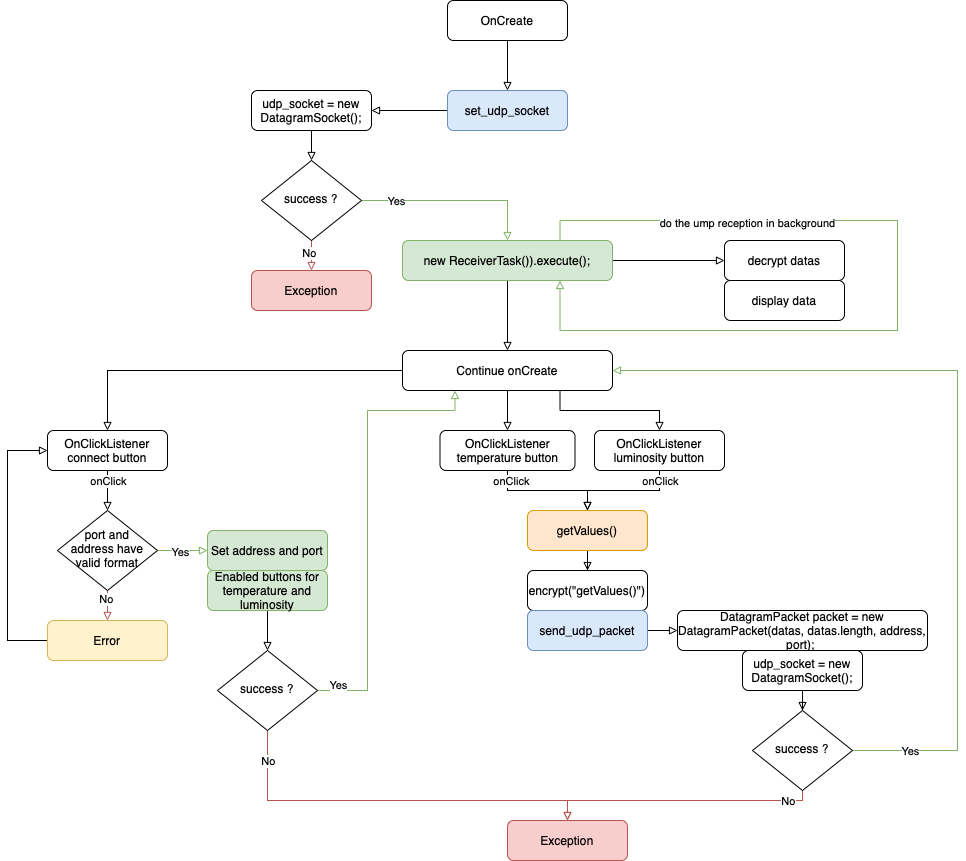 OnCreate
udp_socket = new
DatagramSocket();
set_udp_socket
success ?
Yes
No
Exception
do the ump reception in background
new ReceiverTask()).execute();
decrypt datas
display data
Continue onCreate
OnClickListener
connect button
onClick
OnClickListener
temperature button
onClick
OnClickListener
luminosity button
onClick
port and
address have
valid format
Yes
No
Error
Set address and port
Enabled buttons for
temperature and
luminosity
success ?
Yes
No
getValues()
encrypt("getValues()")
send_udp_packet
DatagramPacket packet = new
DatagramPacket(datas, datas.length, address,
port);
udp_socket = new
DatagramSocket();
success ?
Yes
No
Exception